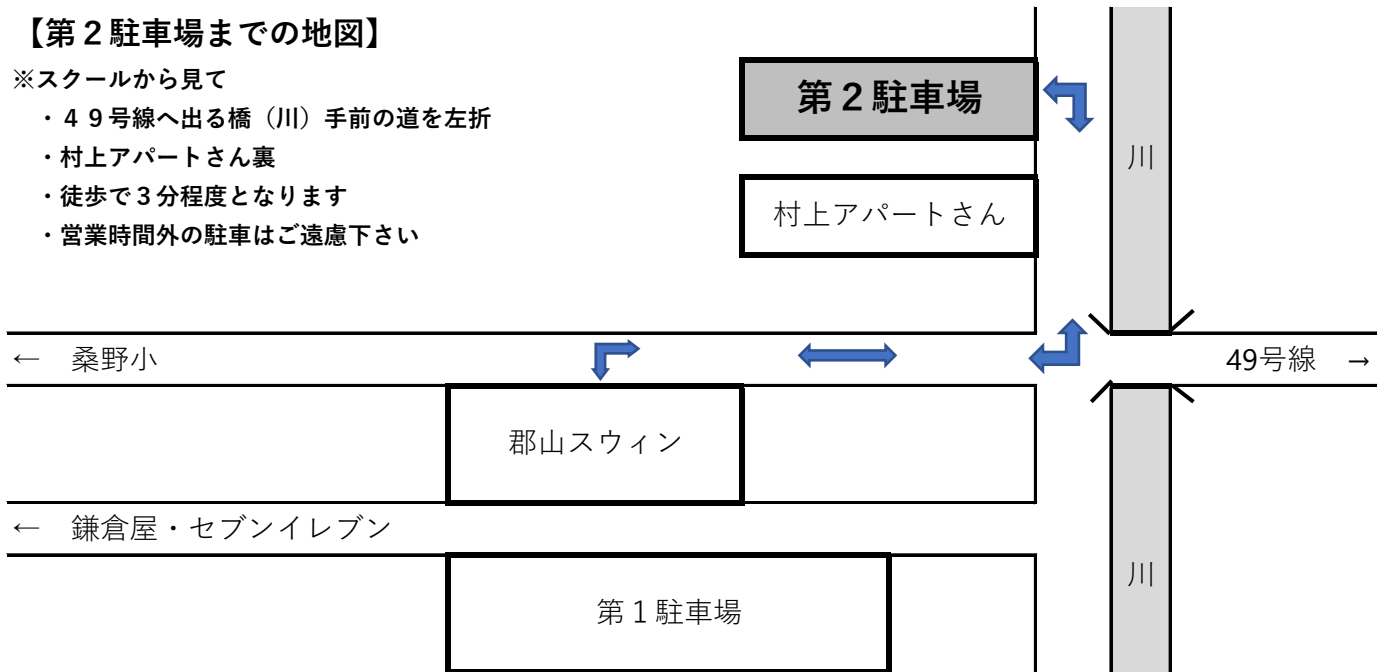 【第２駐車場までの地図】
※スクールから見て
・４９号線へ出る橋（川）手前の道を左折
・村上アパートさん裏
・徒歩で３分程度となります
・営業時間外の駐車はご遠慮下さい
第２駐車場
川
村上アパートさん
← 桑野小
49号線 →
郡山スウィン
← 鎌倉屋・セブンイレブン
川
第１駐車場